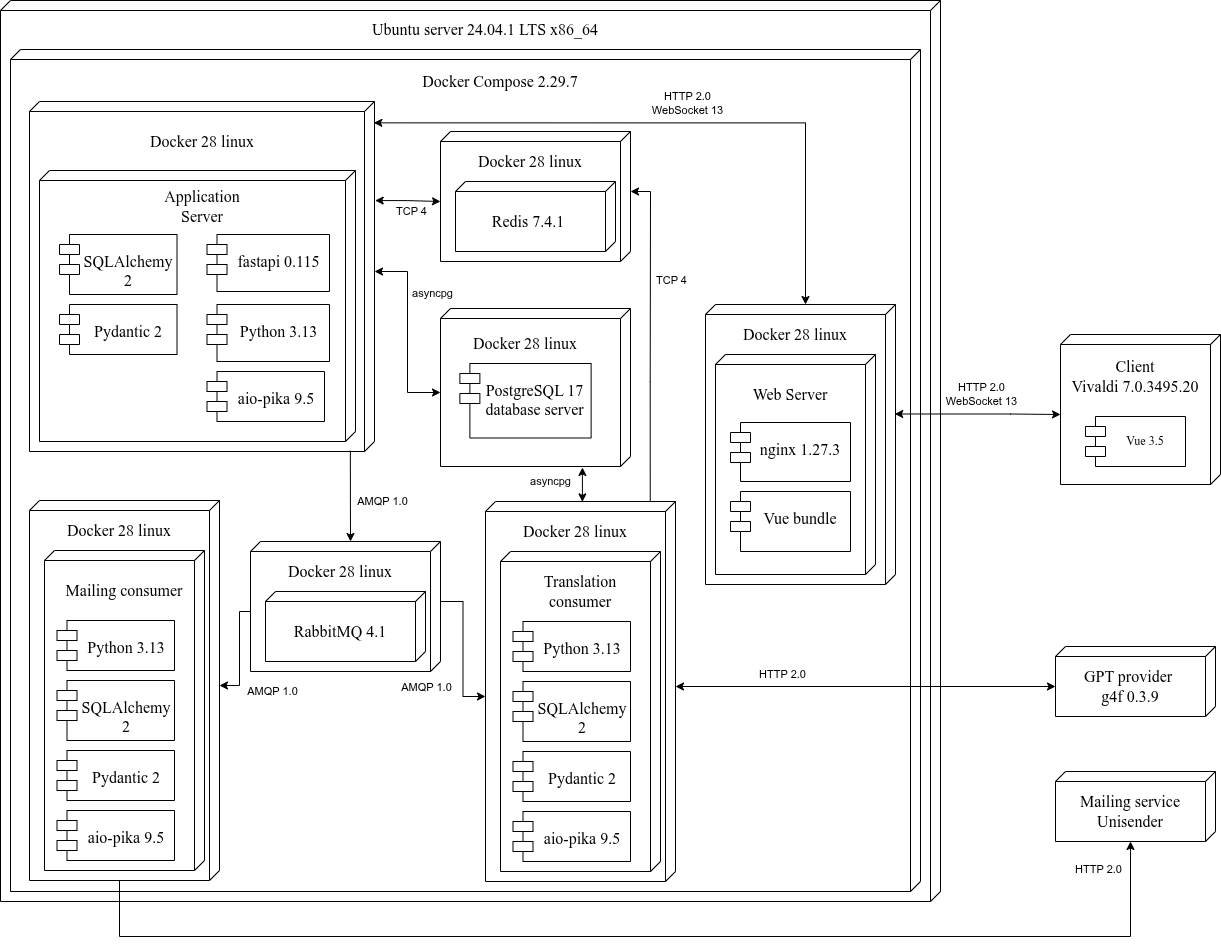 Ubuntu server 24.04.1 LTS x86_64
Docker Compose 2.29.7
HTTP 2.0
WebSocket 13
Docker 28 linux
Application
Server
SQLAlchemy
2
fastapi 0.115
Pydantic 2
Python 3.13
aio-pika 9.5
TCP 4
Docker 28 linux
Redis 7.4.1
TCP 4
asyncpg
Docker 28 linux
PostgreSQL 17
database server
asyncpg
Docker 28 linux
Web Server
nginx 1.27.3
Vue bundle
HTTP 2.0
WebSocket 13
Client
Vivaldi 7.0.3495.20
Vue 3.5
AMQP 1.0
Docker 28 linux
Mailing consumer
Python 3.13
SQLAlchemy
2
Pydantic 2
aio-pika 9.5
Docker 28 linux
RabbitMQ 4.1
AMQP 1.0
AMQP 1.0
Docker 28 linux
Translation
consumer
Python 3.13
SQLAlchemy
2
Pydantic 2
aio-pika 9.5
HTTP 2.0
GPT provider
g4f 0.3.9
Mailing service
Unisender
HTTP 2.0